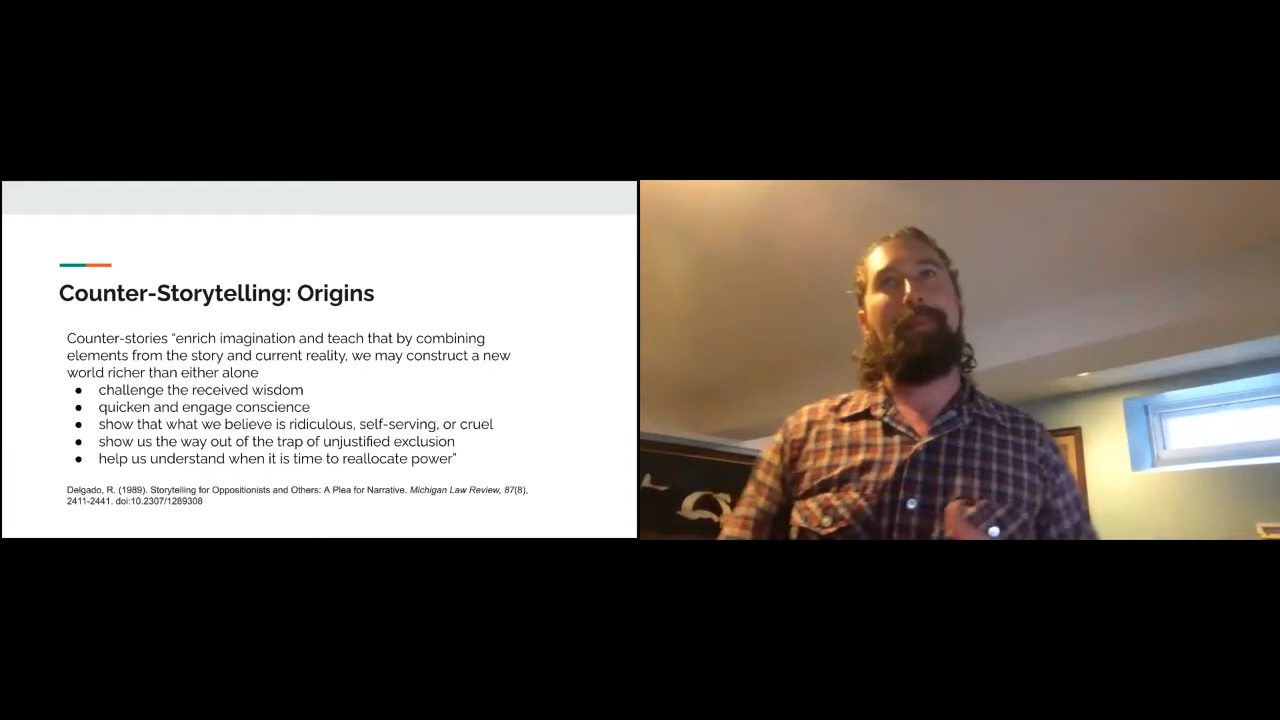 Counter-Storytelling: Origins
Counter-stories “enrich imagination and teach that by combining
elements from the story and current reality, we may construct a new
world richer than either alone
● challenge the received wisdom
● quicken and engage conscience
● show that what we believe is ridiculous, self-serving, or cruel
● show us the way out of the trap of unjustified exclusion
● help us understand when it is time to reallocate power”
Delgado, R. (1989). Storytelling for Oppositionists and Others: A Plea for Narrative. Michigan Law Review, 87(8),
2411-2441. doi:10.2307/1289308